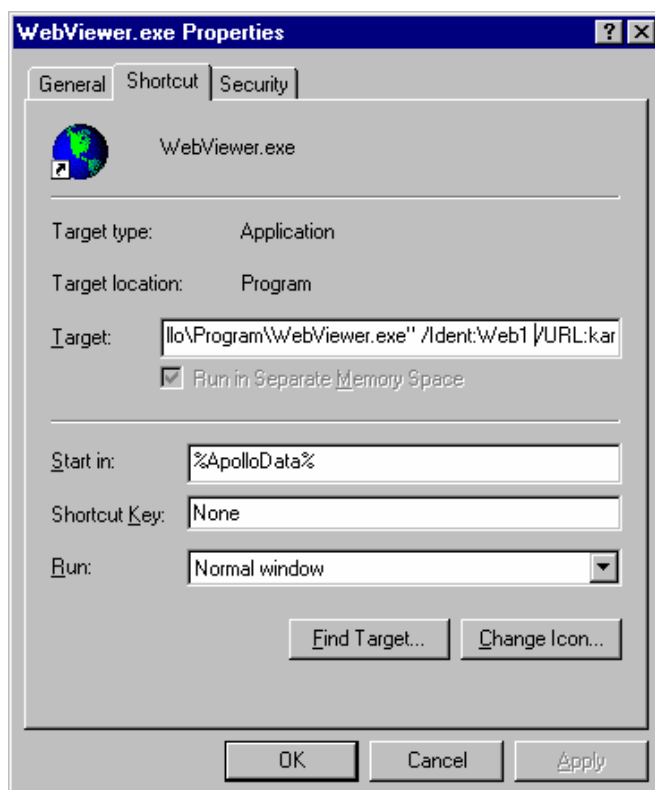 WebViewer.exe Properties
General Shortcut Security
WebViewer.exe
Target type: Application
Target location: Program
Target: llo\Program\WebViewer.exe" /Ident:Web1 /URL:kar
Run in Separate Memory Space
Start in: %ApolloData%
Shortcut Key: None
Run: Normal window
Find Target... Change Icon...
OK Cancel Apply